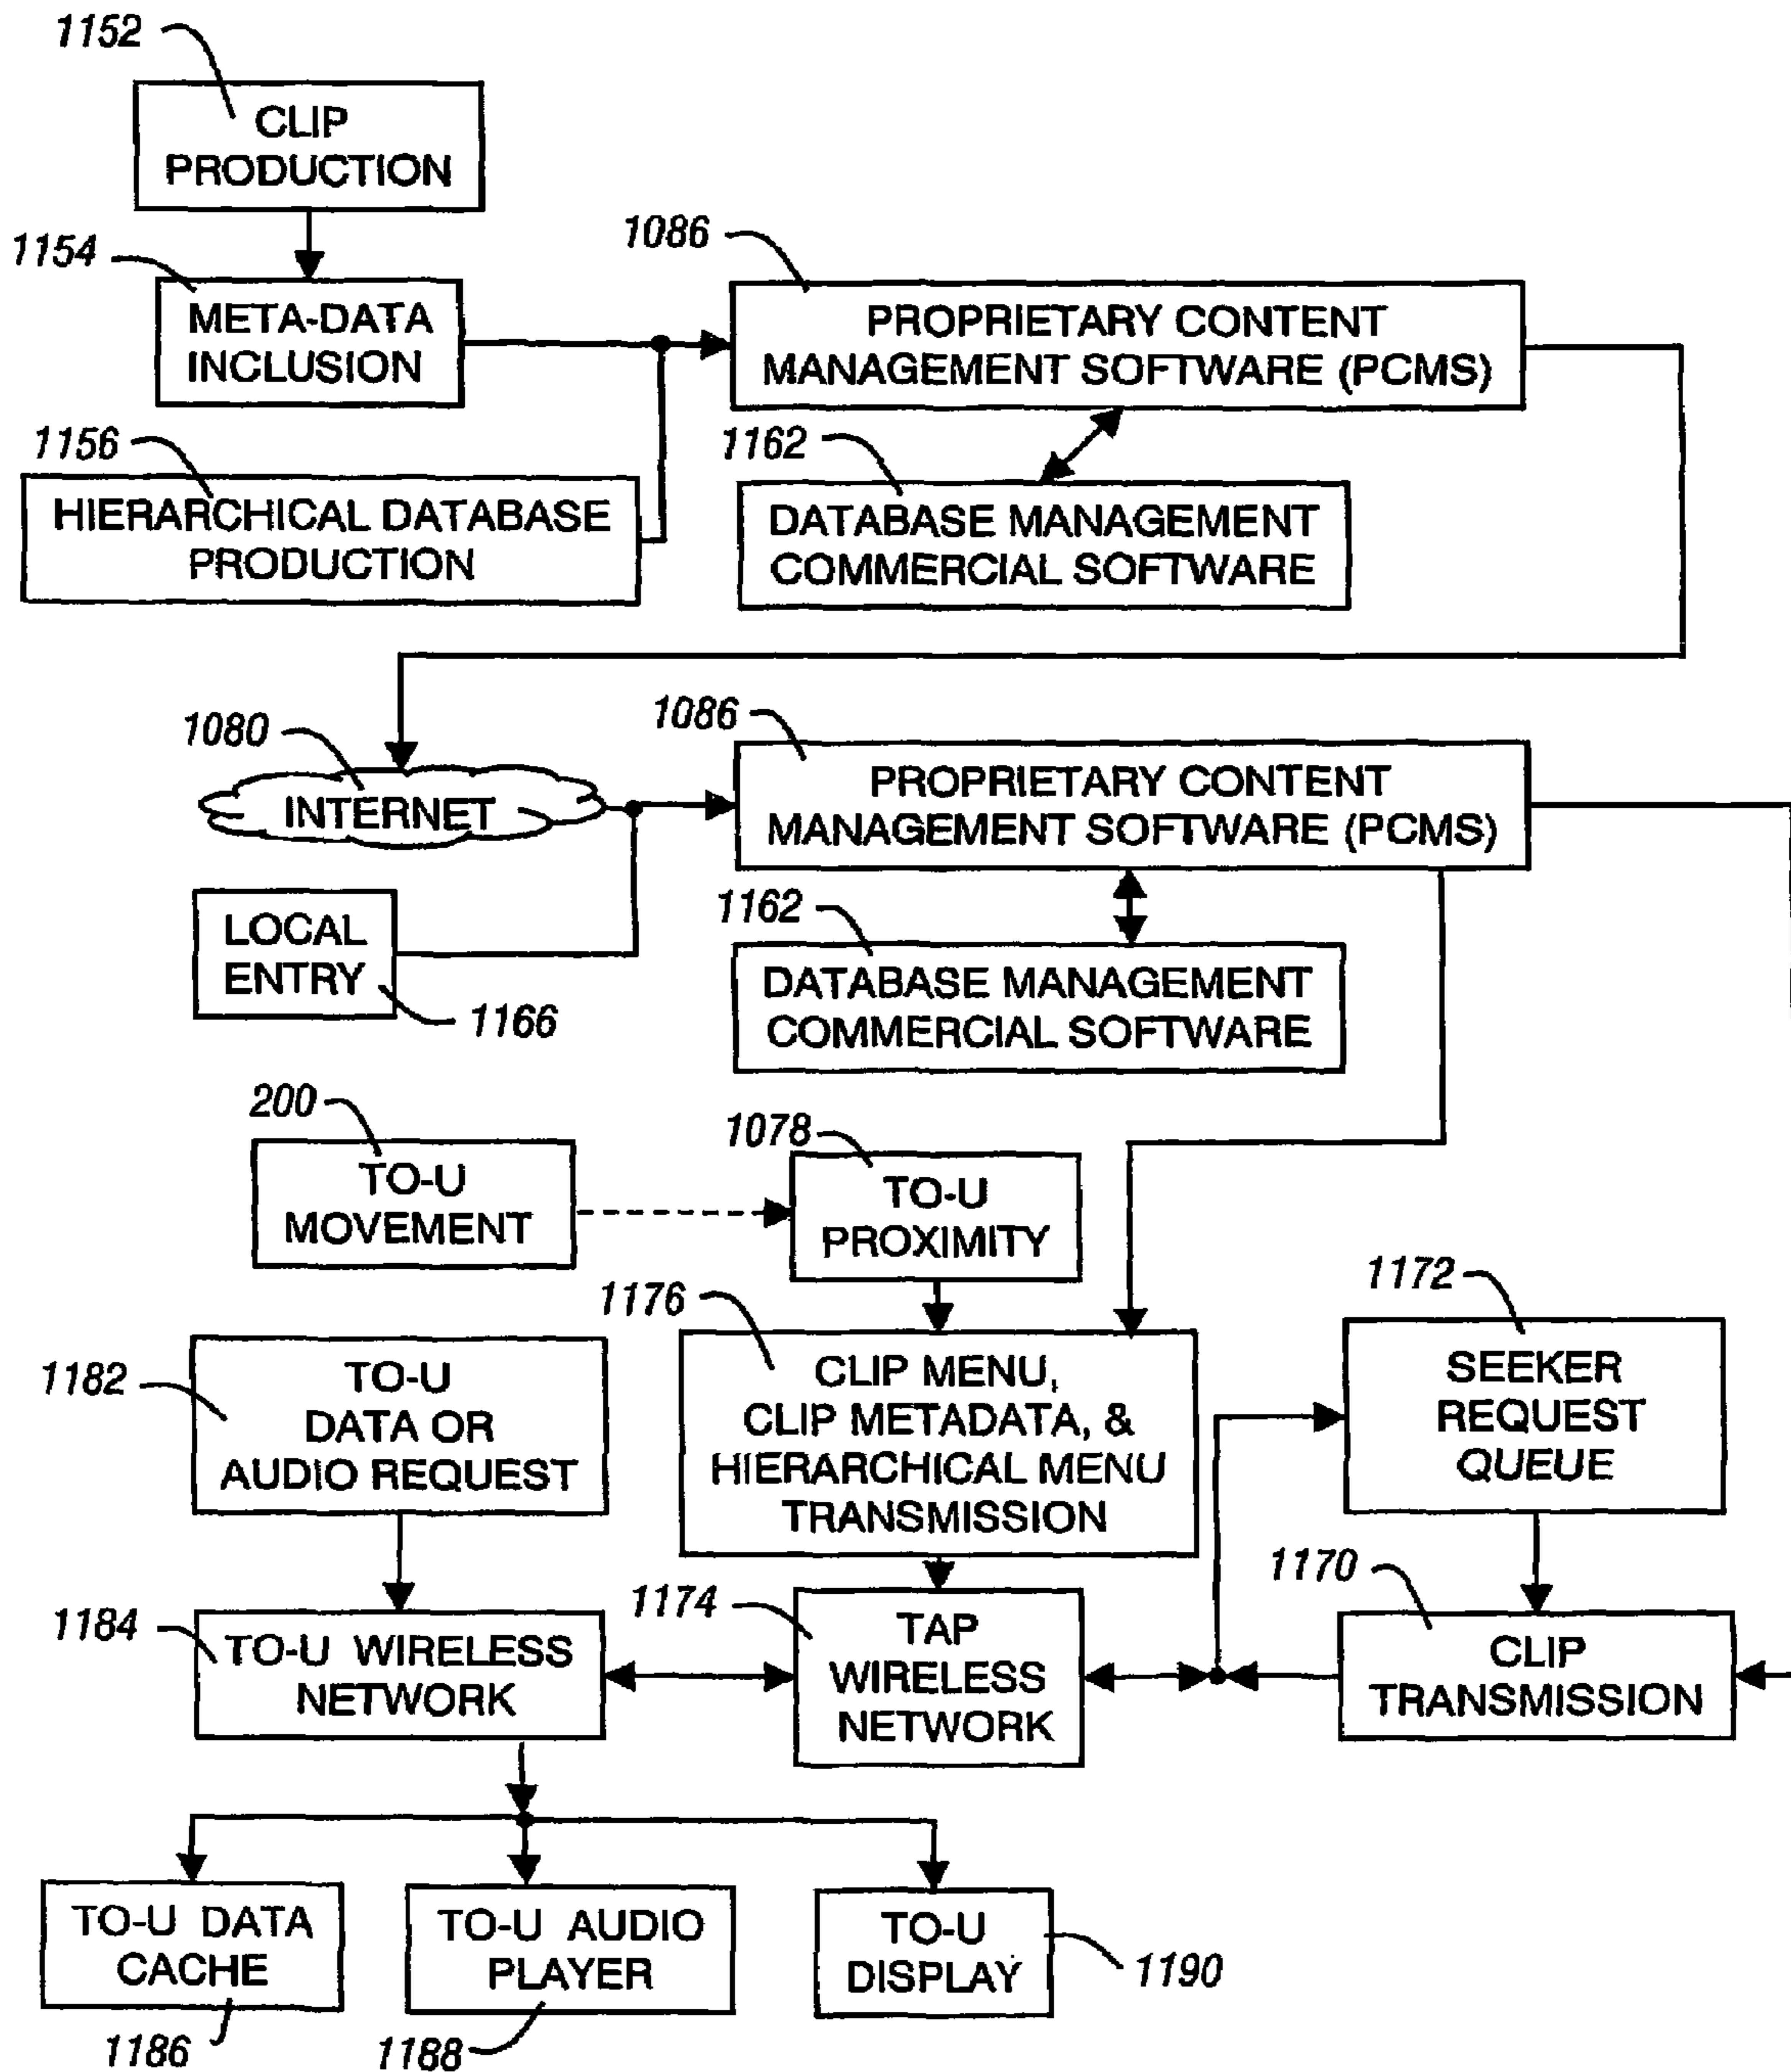 1152
CLIP
PRODUCTION
1154
META-DATA
INCLUSION
1086
PROPRIETARY CONTENT
MANAGEMENT SOFTWARE (PCMS)
1156
HIERARCHICAL DATABASE
PRODUCTION
1162
DATABASE MANAGEMENT
COMMERCIAL SOFTWARE
1080
INTERNET
1086
PROPRIETARY CONTENT
MANAGEMENT SOFTWARE (PCMS)
LOCAL
ENTRY
1166
1162
DATABASE MANAGEMENT
COMMERCIAL SOFTWARE
200
TO-U
MOVEMENT
1078
TO-U
PROXIMITY
1182
TO-U
DATA OR
AUDIO REQUEST
1176
CLIP MENU,
CLIP METADATA, &
HIERARCHICAL MENU
TRANSMISSION
1172
SEEKER
REQUEST
QUEUE
1184
TO-U WIRELESS
NETWORK
1174
TAP
WIRELESS
NETWORK
1170
CLIP
TRANSMISSION
TO-U DATA
CACHE
1186
TO-U AUDIO
PLAYER
1188
TO-U
DISPLAY
1190